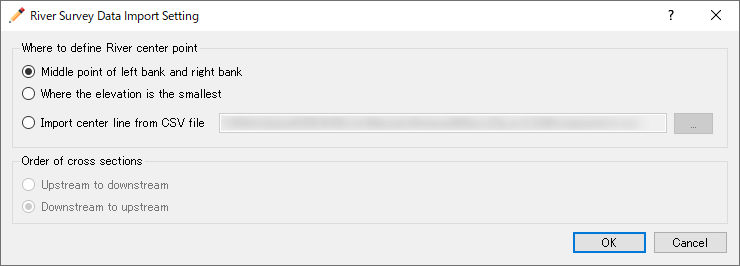 River Survey Data Import Setting
Where to define River center point
Middle point of left bank and right bank
Where the elevation is the smallest
Import center line from CSV file
...
Order of cross sections
Upstream to downstream
Downstream to upstream
OK Cancel